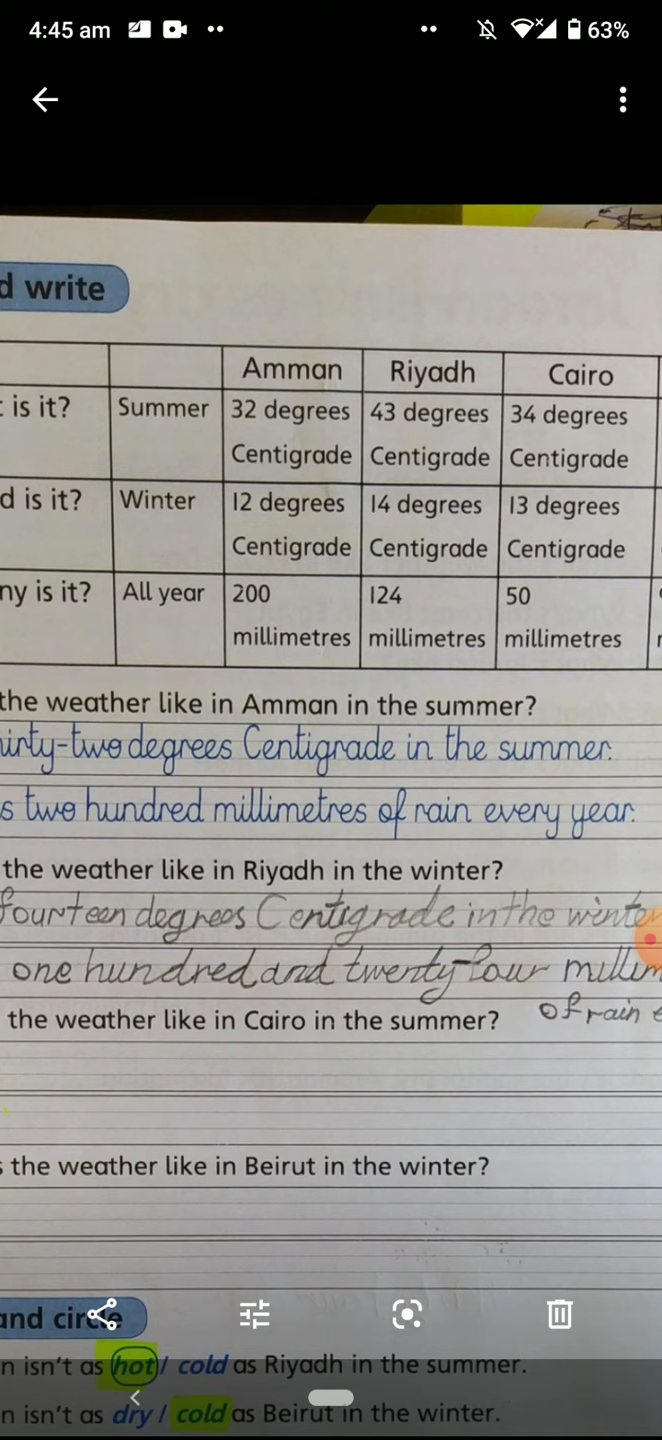 4:45 am 63%
d write
Amman Riyadh Cairo
is it? Summer 32 degrees 43 degrees 34 degrees
Centigrade Centigrade Centigrade
d is it? Winter 12 degrees 14 degrees 13 degrees
Centigrade Centigrade Centigrade
ny is it? All year 200 124 50
millimetres millimetres millimetres
the weather like in Amman in the summer?
hirty-two degrees Centigrade in the summer.
s two hundred millimetres of rain every year.
the weather like in Riyadh in the winter?
fourteen degrees Centigrade in the winter
one hundred and twenty-four millim
of rain e
the weather like in Cairo in the summer?
s the weather like in Beirut in the winter?
and circle
n isn't as hot / cold as Riyadh in the summer.
n isn't as dry / cold as Beirut in the winter.